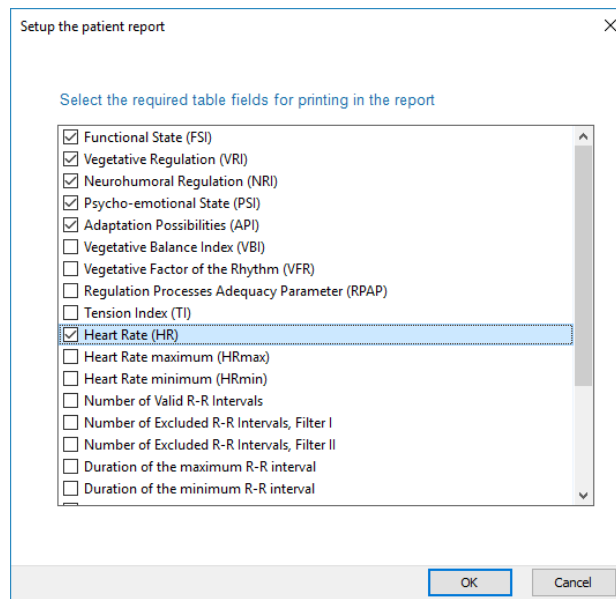 Setup the patient report
Select the required table fields for printing in the report
Functional State (FSI)
Vegetative Regulation (VRI)
Neurohumoral Regulation (NRI)
Psycho-emotional State (PSI)
Adaptation Possibilities (API)
Vegetative Balance Index (VBI)
Vegetative Factor of the Rhythm (VFR)
Regulation Processes Adequacy Parameter (RPAP)
Tension Index (TI)
Heart Rate (HR)
Heart Rate maximum (HRmax)
Heart Rate minimum (HRmin)
Number of Valid R-R Intervals
Number of Excluded R-R Intervals, Filter I
Number of Excluded R-R Intervals, Filter II
Duration of the maximum R-R interval
Duration of the minimum R-R interval
OK Cancel